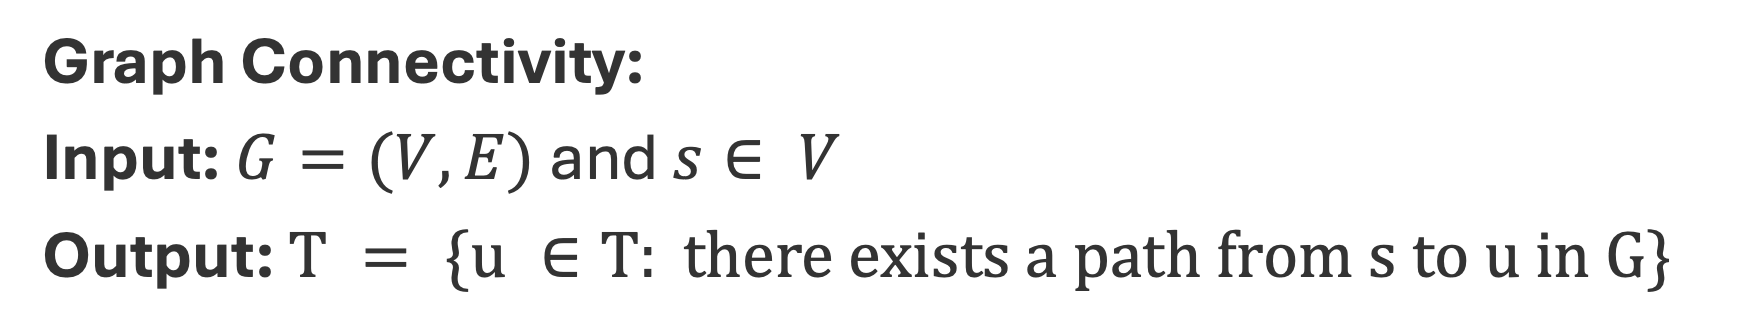 Graph Connectivity:
Input: G = (V, E) and s ∈ V
Output: T = {u ∈ T: there exists a path from s to u in G}